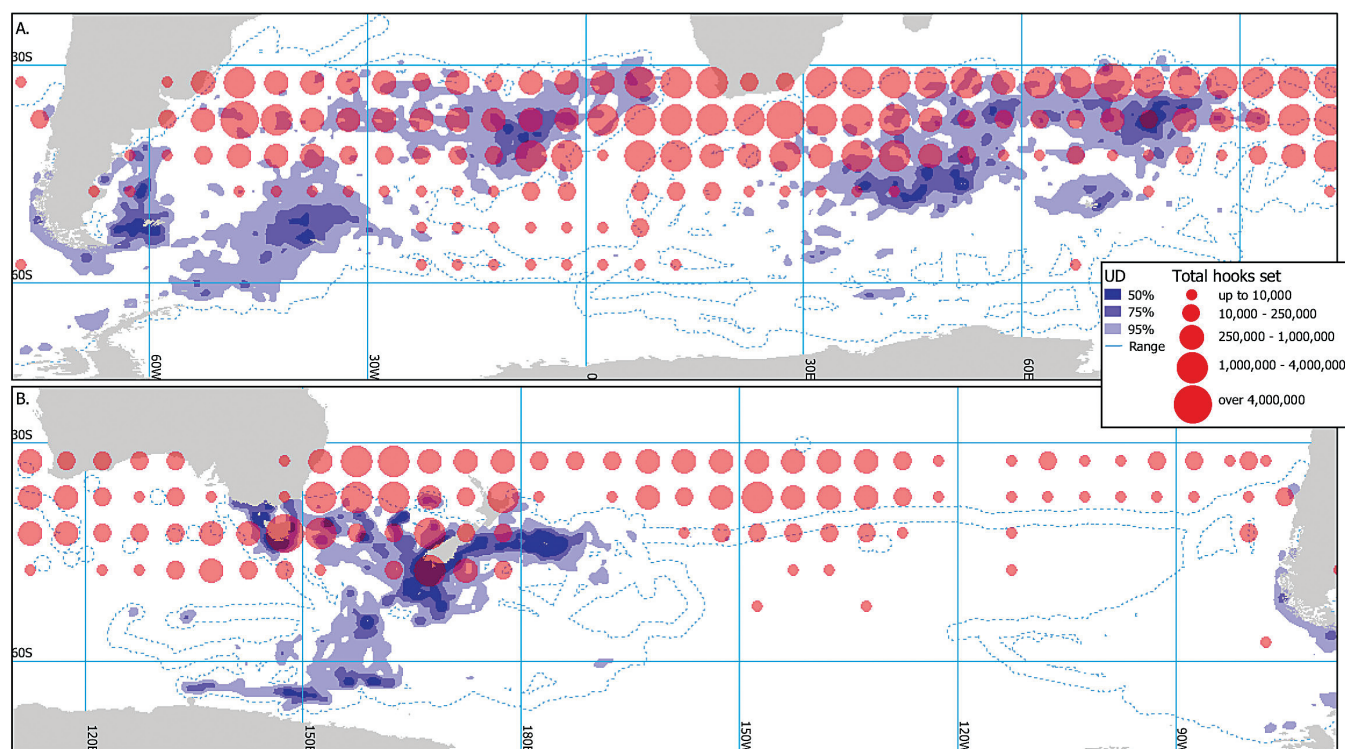 A.
30S
60S
60W
30W
0
30E
60E
UD
50%
75%
95%
Range
Total hooks set
up to 10,000
10,000 - 250,000
250,000 - 1,000,000
1,000,000 - 4,000,000
over 4,000,000
B.
30S
60S
120E
150E
180E
150W
120W
90W